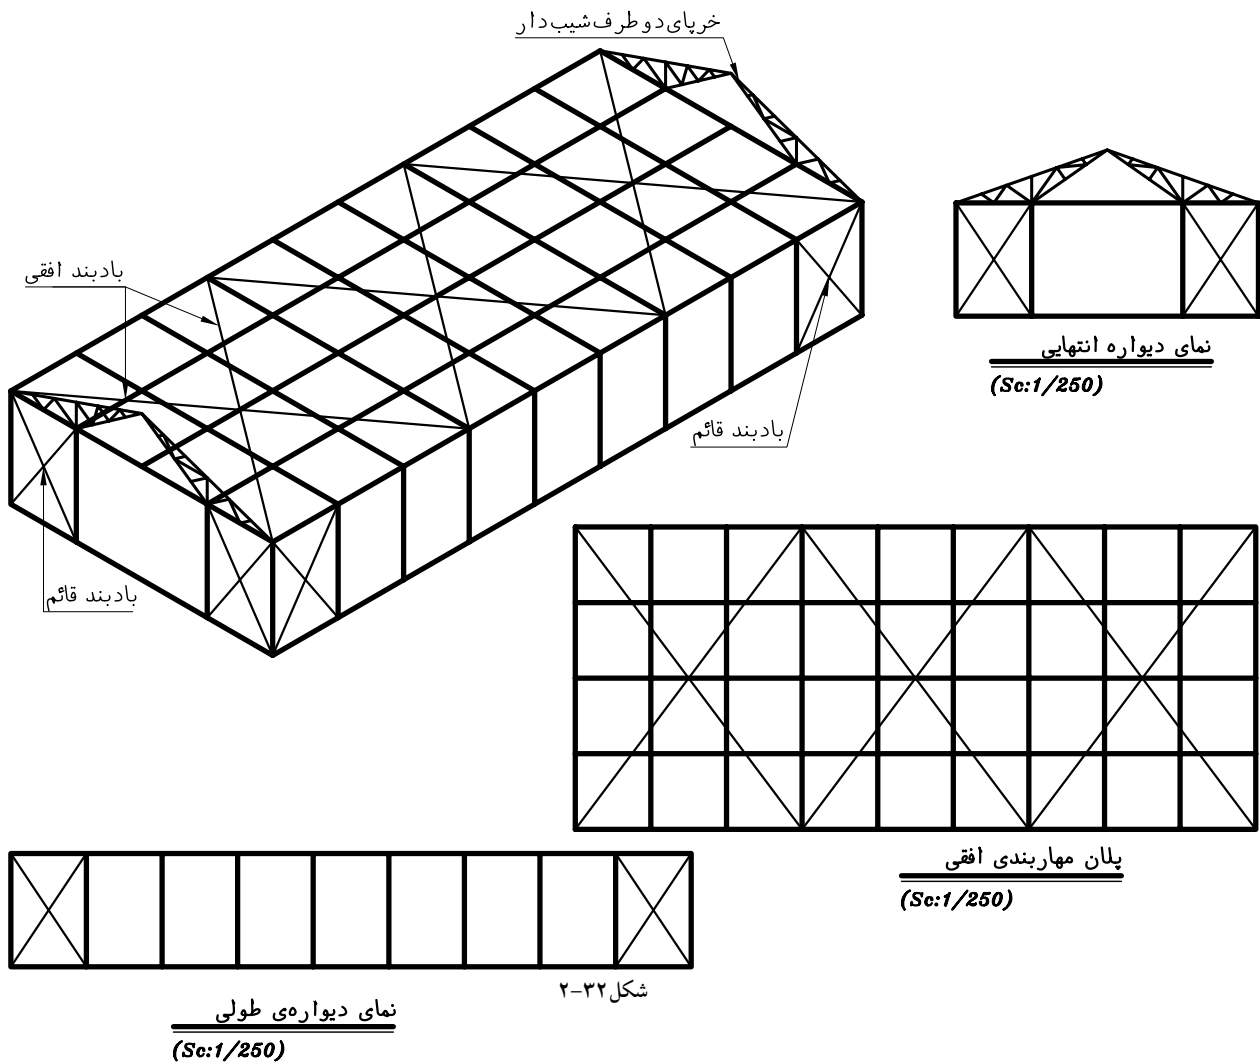 خرپای دو طرف شیب‌دار
بادبند افقی
بادبند قائم
بادبند قائم
نمای دیواره انتهایی
(Sc:1/250)
پلان مهاربندی افقی
(Sc:1/250)
شکل ۳۲-۲
نمای دیواره‌ی طولی
(Sc:1/250)